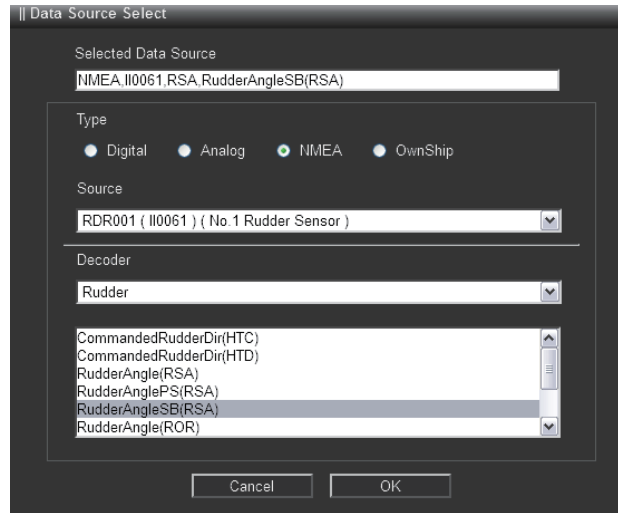 || Data Source Select
Selected Data Source
NMEA,II0061,RSA,RudderAngleSB(RSA)
Type
Digital Analog NMEA OwnShip
Source
RDR001 ( II0061 ) ( No.1 Rudder Sensor )
Decoder
Rudder
CommandedRudderDir(HTC)
CommandedRudderDir(HTD)
RudderAngle(RSA)
RudderAnglePS(RSA)
RudderAngleSB(RSA)
RudderAngle(ROR)
Cancel OK